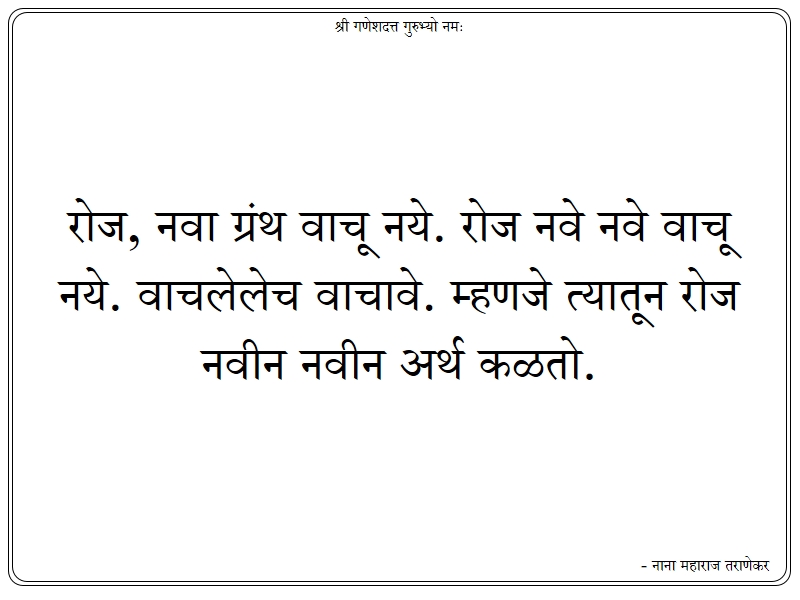 श्री गणेशदत्त गुरुभ्यो नमः
रोज, नवा ग्रंथ वाचू नये. रोज नवे नवे वाचू
नये. वाचलेलेच वाचावे. म्हणजे त्यातून रोज
नवीन नवीन अर्थ कळतो.
- नाना महाराज तराणेकर